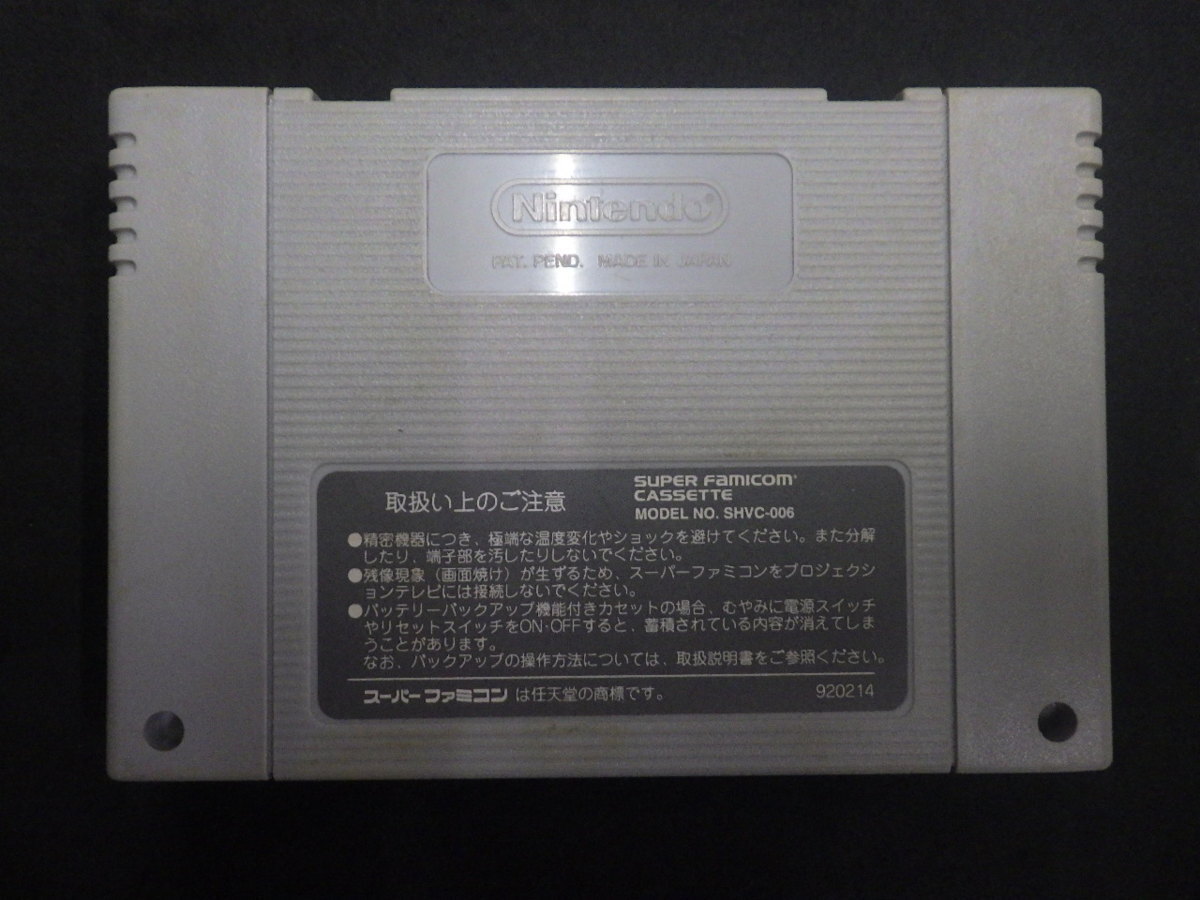 Nintendo®
PAT. PEND. MADE IN JAPAN
取扱い上のご注意
SUPER FAMICOM
CASSETTE
MODEL NO. SHVC-006
●精密機器につき、極端な温度変化やショックを避けてください。また分解
したり、端子部を汚したりしないでください。
●残像現象（画面焼け）が生ずるため、スーパーファミコンをプロジェクシ
ョンテレビには接続しないでください。
●バッテリーバックアップ機能付きカセットの場合、むやみに電源スイッチ
やリセットスイッチをON・OFFすると、蓄積されている内容が消えてしま
うことがあります。
なお、バックアップの操作方法については、取扱説明書をご参照ください。
スーパーファミコンは任天堂の商標です。
920214